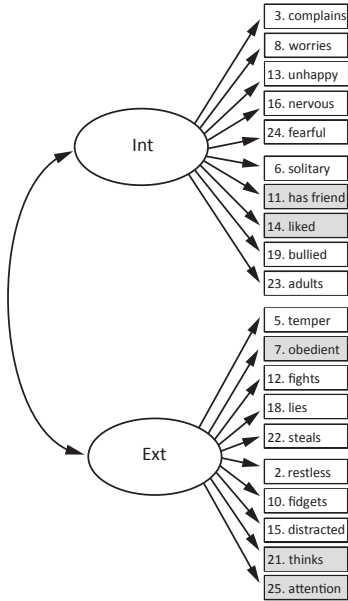 3. complains
8. worries
13. unhappy
16. nervous
24. fearful
6. solitary
11. has friend
14. liked
19. bullied
23. adults
Int
5. temper
7. obedient
12. fights
18. lies
22. steals
2. restless
10. fidgets
15. distracted
21. thinks
25. attention
Ext